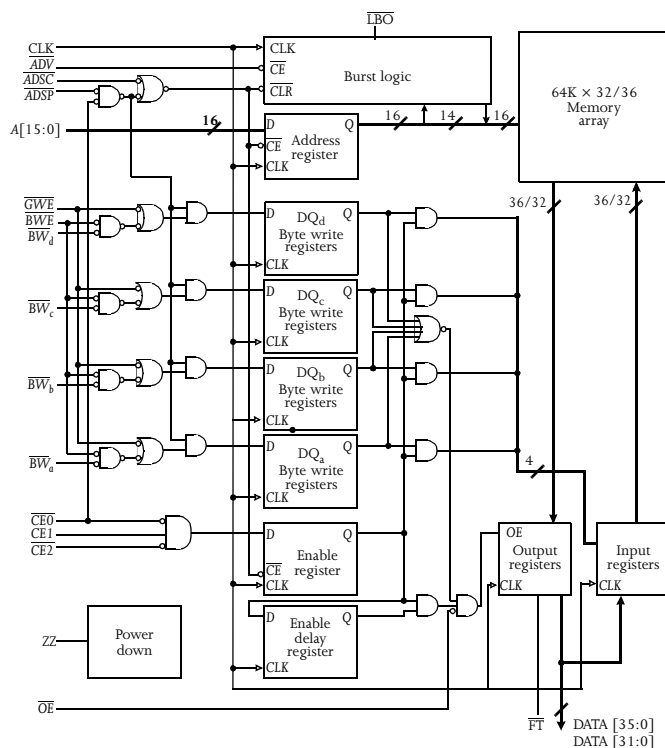 LBO
CLK
ADV
ADSC
ADSP
A[15:0]
16
CLK
CE
CLR
Burst logic
64K × 32/36
Memory
array
16
14
16
D
Q
Address
register
CE
CLK
36/32
36/32
GWE
BWE
BWd
D
Q
DQd
Byte write
registers
CLK
BWc
D
Q
DQc
Byte write
registers
CLK
BWb
D
Q
DQb
Byte write
registers
CLK
BWa
D
Q
DQa
Byte write
registers
CLK
4
CE0
CE1
CE2
D
Q
Enable
register
CE
CLK
OE
Output
registers
CLK
Input
registers
CLK
ZZ
Power
down
D
Q
Enable
delay
register
CLK
OE
FT
DATA [35:0]
DATA [31:0]